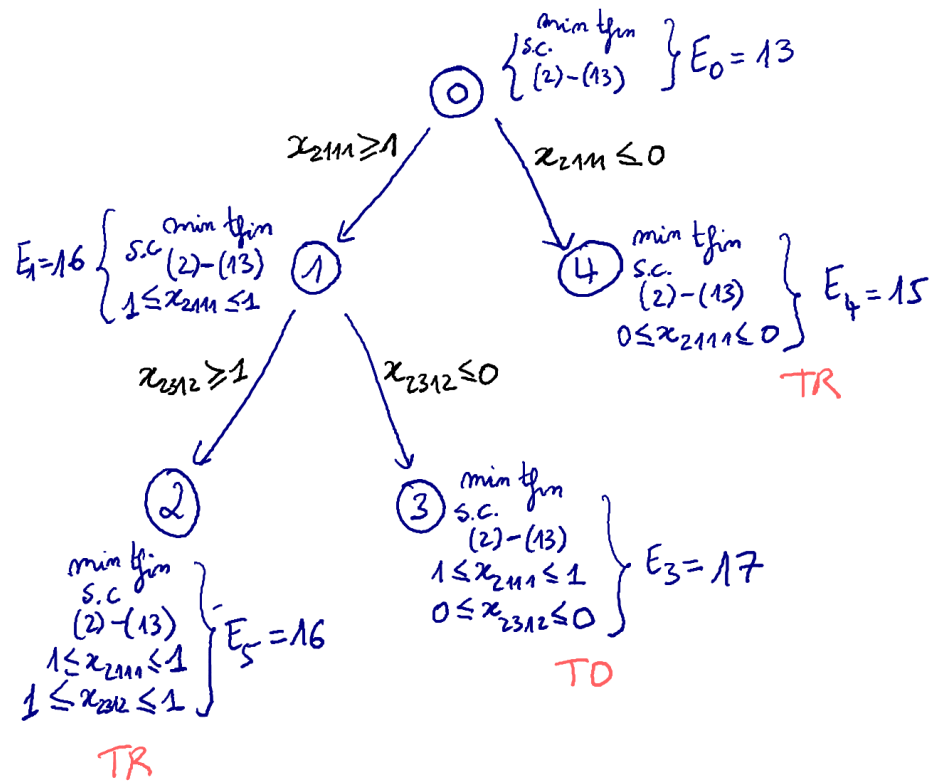 min tfin
s.c.
(2)-(13)
E₀ = 13
0
x₂₁₁₁ ≥ 1
x₂₁₁₁ ≤ 0
E₁=16
min tfin
s.c
(2)-(13)
1 ≤ x₂₁₁₁ ≤ 1
1
4
min tfin
s.c.
(2)-(13)
0 ≤ x₂₁₁₁ ≤ 0
E₄ = 15
TR
x₂₃₁₂ ≥ 1
x₂₃₁₂ ≤ 0
2
3
min tfin
s.c.
(2)-(13)
1 ≤ x₂₁₁₁ ≤ 1
0 ≤ x₂₃₁₂ ≤ 0
E₃ = 17
TO
min tfin
s.c
(2)-(13)
1 ≤ x₂₁₁₁ ≤ 1
1 ≤ x₂₃₁₂ ≤ 1
E₅ = 16
TR